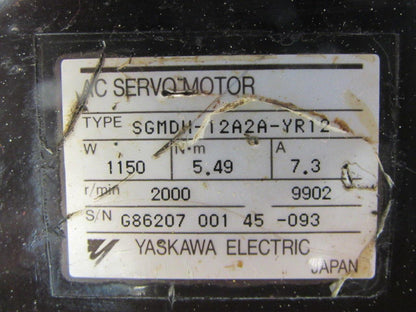 AC SERVO MOTOR
TYPE SGMDH-12A2A-YR12
W N·m A
1150 5.49 7.3
r/min 2000 9902
S/N G86207 001 45 -093
YASKAWA ELECTRIC
JAPAN